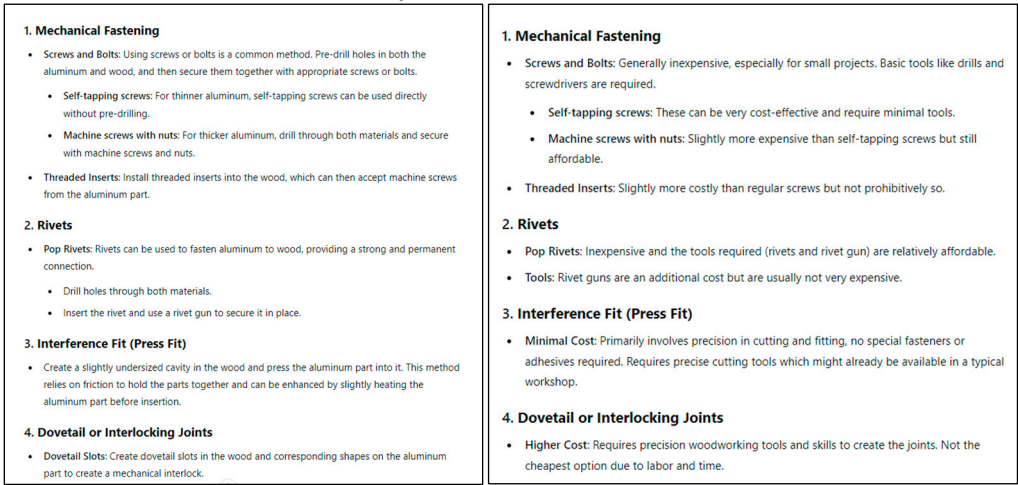 1. Mechanical Fastening
• Screws and Bolts: Using screws or bolts is a common method. Pre-drill holes in both the
aluminum and wood, and then secure them together with appropriate screws or bolts.
• Self-tapping screws: For thinner aluminum, self-tapping screws can be used directly
without pre-drilling.
• Machine screws with nuts: For thicker aluminum, drill through both materials and secure
with machine screws and nuts.
• Threaded Inserts: Install threaded inserts into the wood, which can then accept machine screws
from the aluminum part.
2. Rivets
• Pop Rivets: Rivets can be used to fasten aluminum to wood, providing a strong and permanent
connection.
• Drill holes through both materials.
• Insert the rivet and use a rivet gun to secure it in place.
3. Interference Fit (Press Fit)
• Create a slightly undersized cavity in the wood and press the aluminum part into it. This method
relies on friction to hold the parts together and can be enhanced by slightly heating the
aluminum part before insertion.
4. Dovetail or Interlocking Joints
• Dovetail Slots: Create dovetail slots in the wood and corresponding shapes on the aluminum
part to create a mechanical interlock.
1. Mechanical Fastening
• Screws and Bolts: Generally inexpensive, especially for small projects. Basic tools like drills and
screwdrivers are required.
• Self-tapping screws: These can be very cost-effective and require minimal tools.
• Machine screws with nuts: Slightly more expensive than self-tapping screws but still
affordable.
• Threaded Inserts: Slightly more costly than regular screws but not prohibitively so.
2. Rivets
• Pop Rivets: Inexpensive and the tools required (rivets and rivet gun) are relatively affordable.
• Tools: Rivet guns are an additional cost but are usually not very expensive.
3. Interference Fit (Press Fit)
• Minimal Cost: Primarily involves precision in cutting and fitting, no special fasteners or
adhesives required. Requires precise cutting tools which might already be available in a typical
workshop.
4. Dovetail or Interlocking Joints
• Higher Cost: Requires precision woodworking tools and skills to create the joints. Not the
cheapest option due to labor and time.